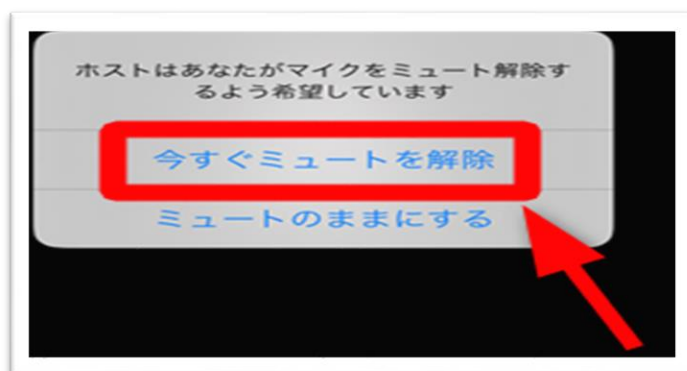 ホストはあなたがマイクをミュート解除す
るよう希望しています
今すぐミュートを解除
ミュートのままにする